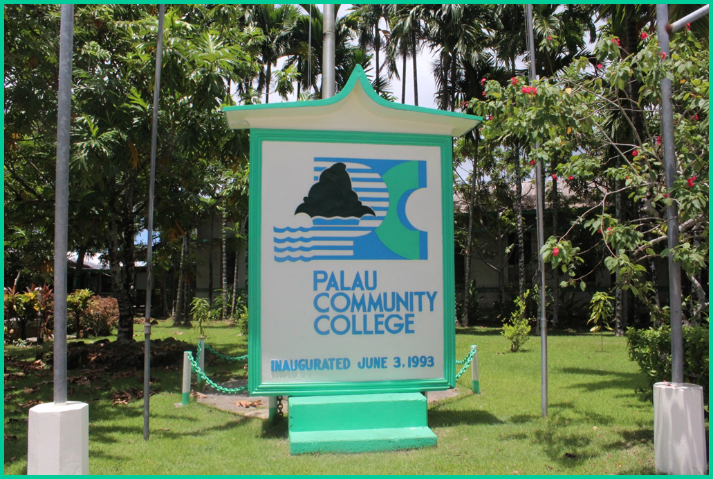 PALAU
COMMUNITY
COLLEGE
INAUGURATED JUNE 3, 1993